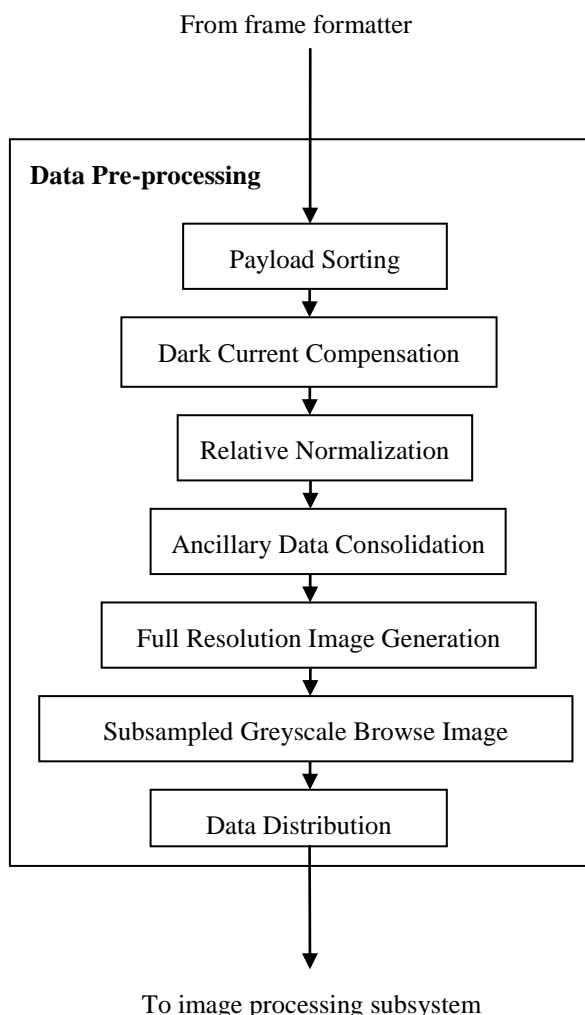 From frame formatter
Data Pre-processing
Payload Sorting
Dark Current Compensation
Relative Normalization
Ancillary Data Consolidation
Full Resolution Image Generation
Subsampled Greyscale Browse Image
Data Distribution
To image processing subsystem